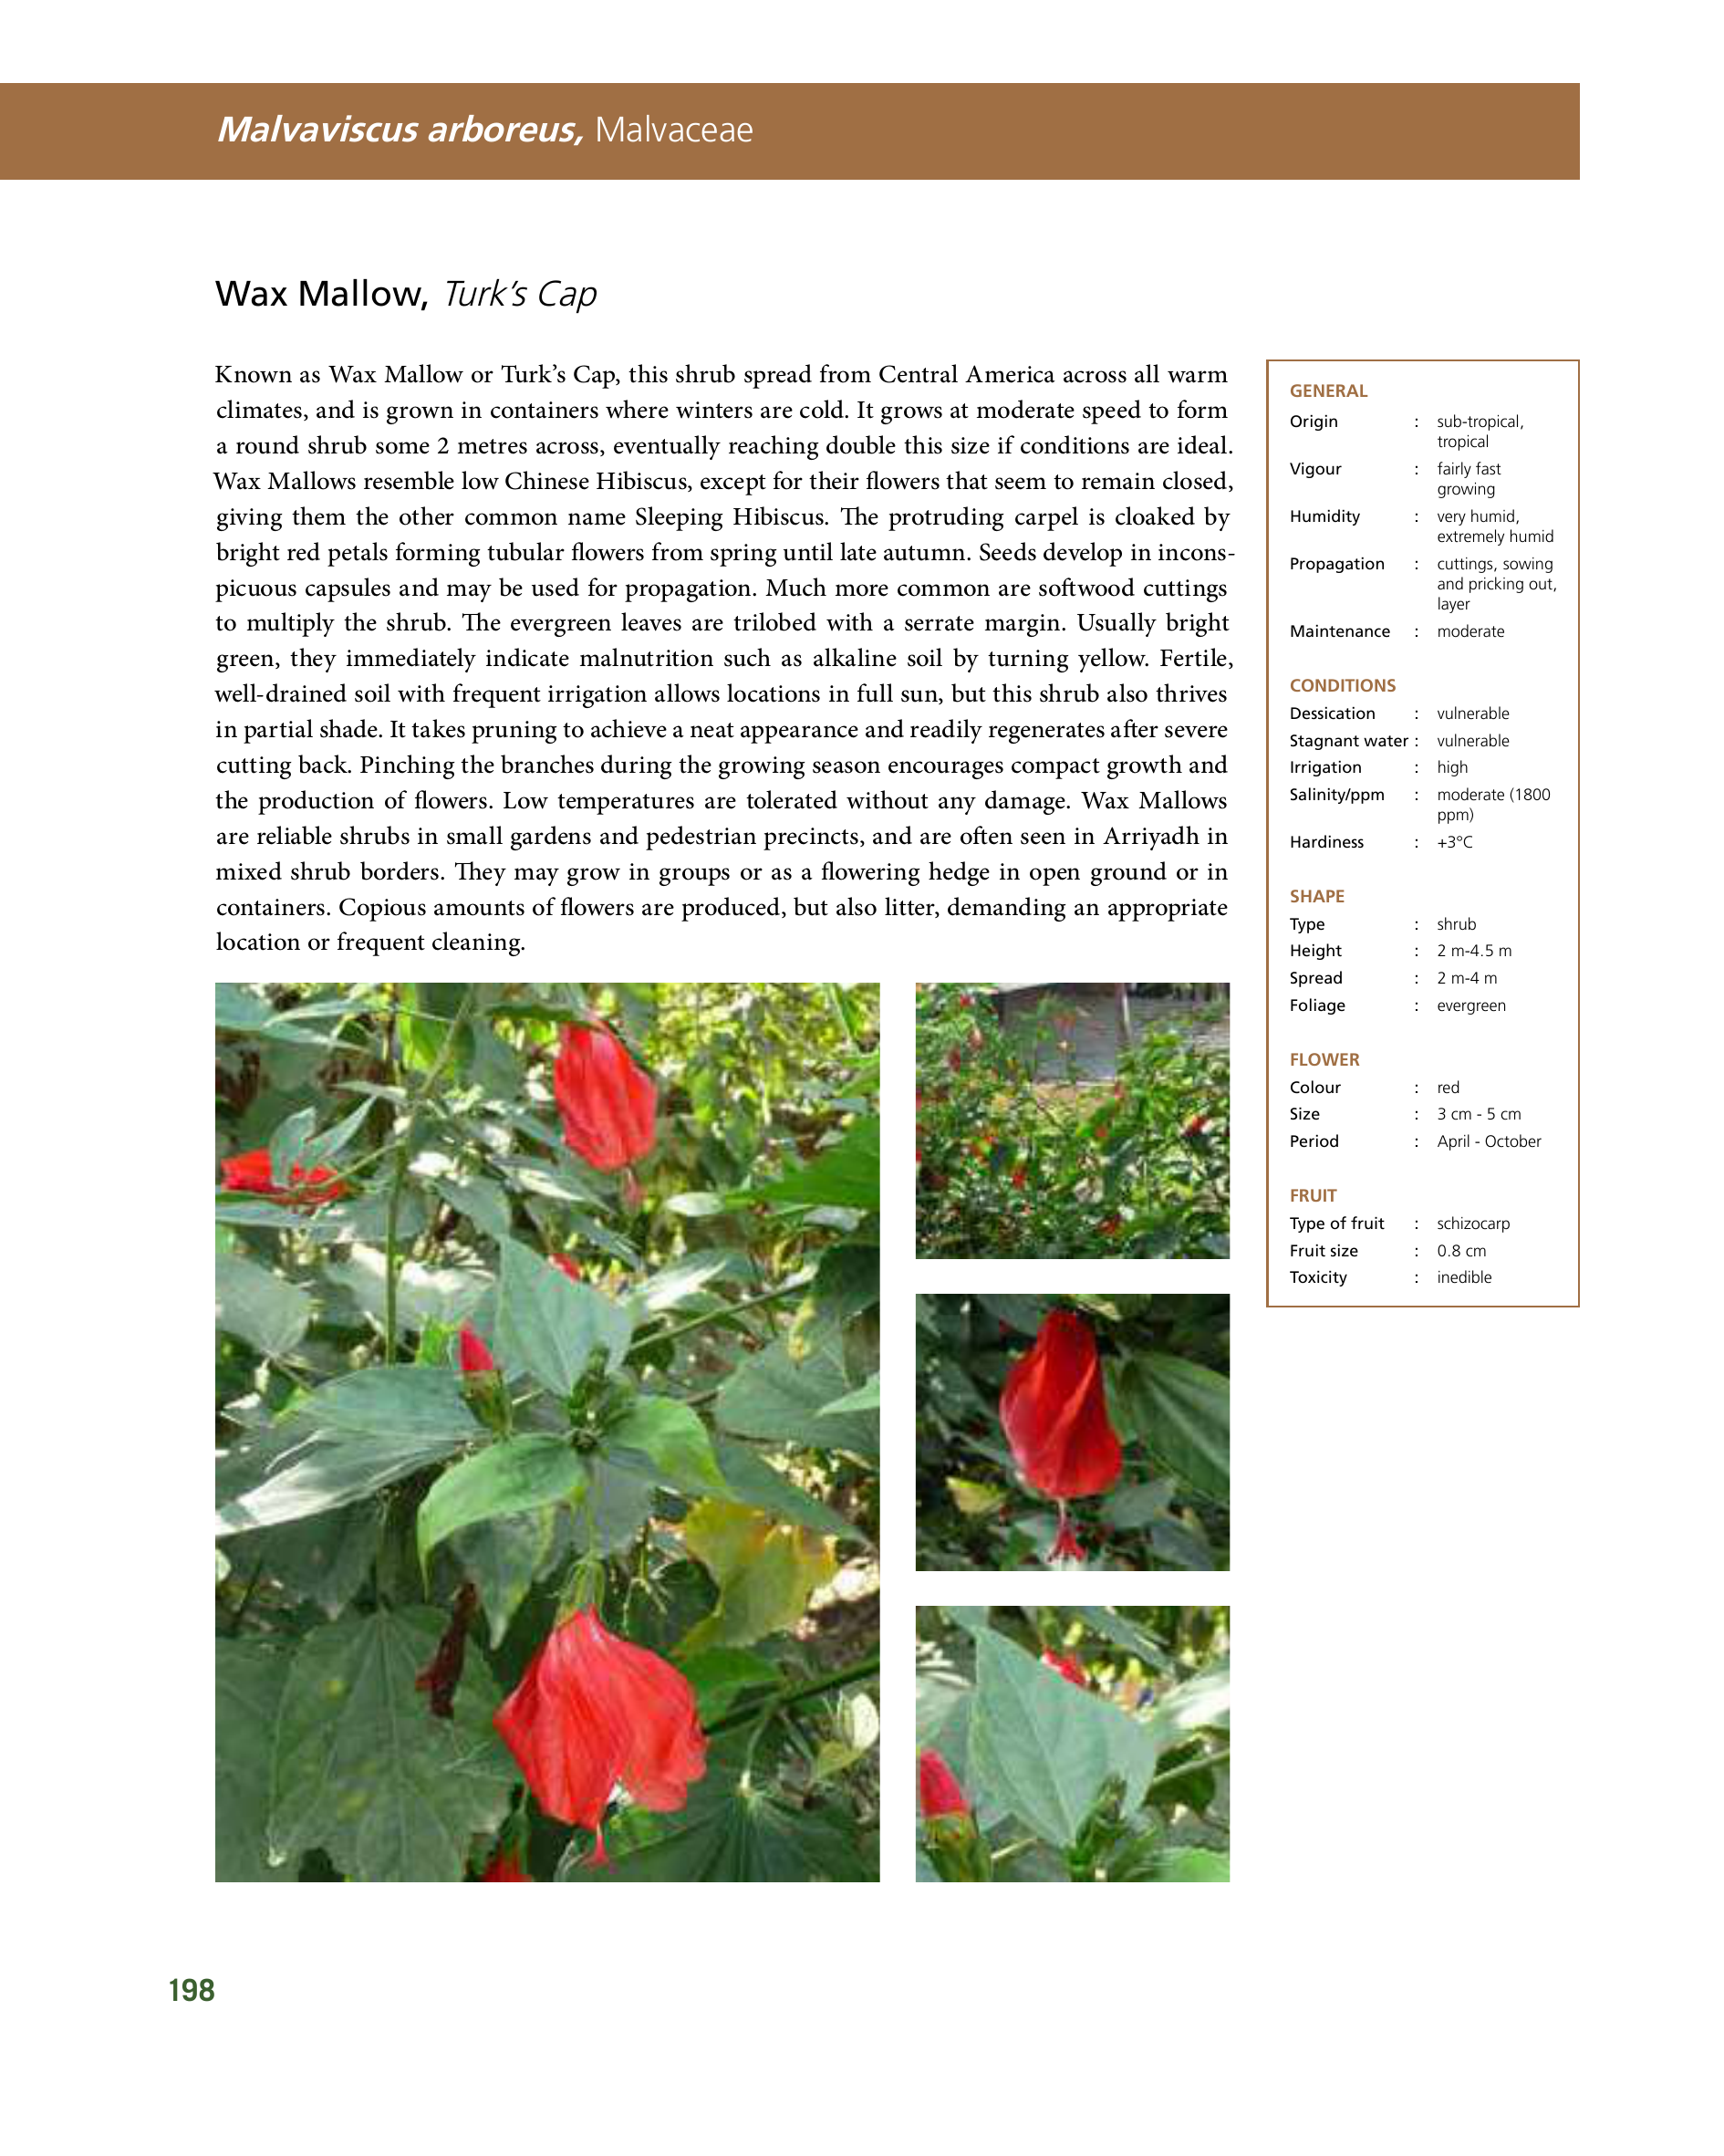 Malvaviscus arboreus, Malvaceae
Wax Mallow, Turk's Cap
Known as Wax Mallow or Turk's Cap, this shrub spread from Central America across all warm
climates, and is grown in containers where winters are cold. It grows at moderate speed to form
a round shrub some 2 metres across, eventually reaching double this size if conditions are ideal.
Wax Mallows resemble low Chinese Hibiscus, except for their flowers that seem to remain closed,
giving them the other common name Sleeping Hibiscus. The protruding carpel is cloaked by
bright red petals forming tubular flowers from spring until late autumn. Seeds develop in incons-
picuous capsules and may be used for propagation. Much more common are softwood cuttings
to multiply the shrub. The evergreen leaves are trilobed with a serrate margin. Usually bright
green, they immediately indicate malnutrition such as alkaline soil by turning yellow. Fertile,
well-drained soil with frequent irrigation allows locations in full sun, but this shrub also thrives
in partial shade. It takes pruning to achieve a neat appearance and readily regenerates after severe
cutting back. Pinching the branches during the growing season encourages compact growth and
the production of flowers. Low temperatures are tolerated without any damage. Wax Mallows
are reliable shrubs in small gardens and pedestrian precincts, and are often seen in Arriyadh in
mixed shrub borders. They may grow in groups or as a flowering hedge in open ground or in
containers. Copious amounts of flowers are produced, but also litter, demanding an appropriate
location or frequent cleaning.
GENERAL
Origin : sub-tropical,
tropical
Vigour : fairly fast
growing
Humidity : very humid,
extremely humid
Propagation : cuttings, sowing
and pricking out,
layer
Maintenance : moderate
CONDITIONS
Dessication : vulnerable
Stagnant water : vulnerable
Irrigation : high
Salinity/ppm : moderate (1800
ppm)
Hardiness : +3°C
SHAPE
Type : shrub
Height : 2 m-4.5 m
Spread : 2 m-4 m
Foliage : evergreen
FLOWER
Colour : red
Size : 3 cm - 5 cm
Period : April - October
FRUIT
Type of fruit : schizocarp
Fruit size : 0.8 cm
Toxicity : inedible
198